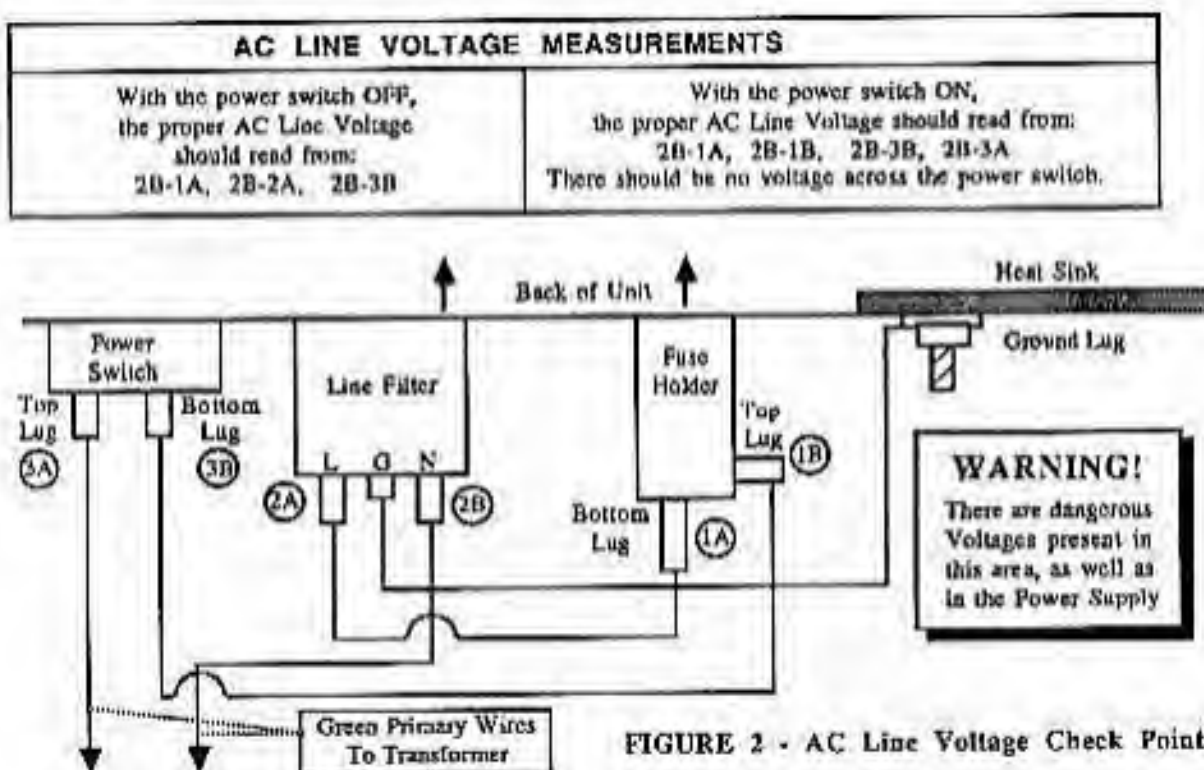 AC LINE VOLTAGE MEASUREMENTS
With the power switch OFF,
the proper AC Line Voltage
should read from:
2B-1A, 2B-2A, 2B-3B
With the power switch ON,
the proper AC Line Voltage should read from:
2B-1A, 2B-1B, 2B-3B, 2B-3A
There should be no voltage across the power switch.
Back of Unit
Heat Sink
Power
Switch
Line Filter
Fuse
Holder
Ground Lug
Top
Lug
3A
Bottom
Lug
3B
L G N
2A
2B
Top
Lug
1B
Bottom
Lug
1A
WARNING!
There are dangerous
Voltages present in
this area, as well as
in the Power Supply
Green Primary Wires
To Transformer
FIGURE 2 - AC Line Voltage Check Point